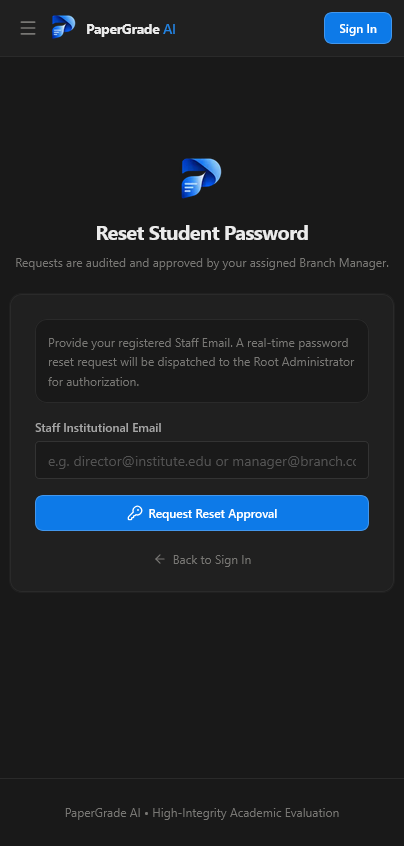 PaperGrade AI
Sign In
Reset Student Password
Requests are audited and approved by your assigned Branch Manager.
Provide your registered Staff Email. A real-time password
reset request will be dispatched to the Root Administrator
for authorization.
Staff Institutional Email
e.g. director@institute.edu or manager@branch.cc
Request Reset Approval
Back to Sign In
PaperGrade AI • High-Integrity Academic Evaluation